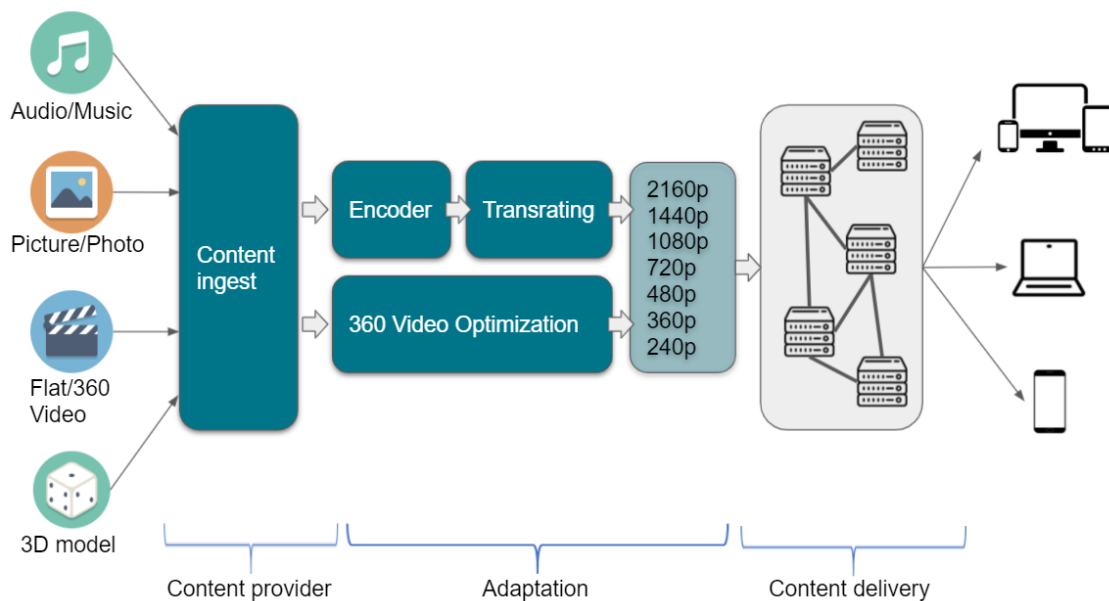 Audio/Music
Picture/Photo
Flat/360
Video
3D model
Content
ingest
Encoder
Transrating
360 Video Optimization
2160p
1440p
1080p
720p
480p
360p
240p
Content provider
Adaptation
Content delivery